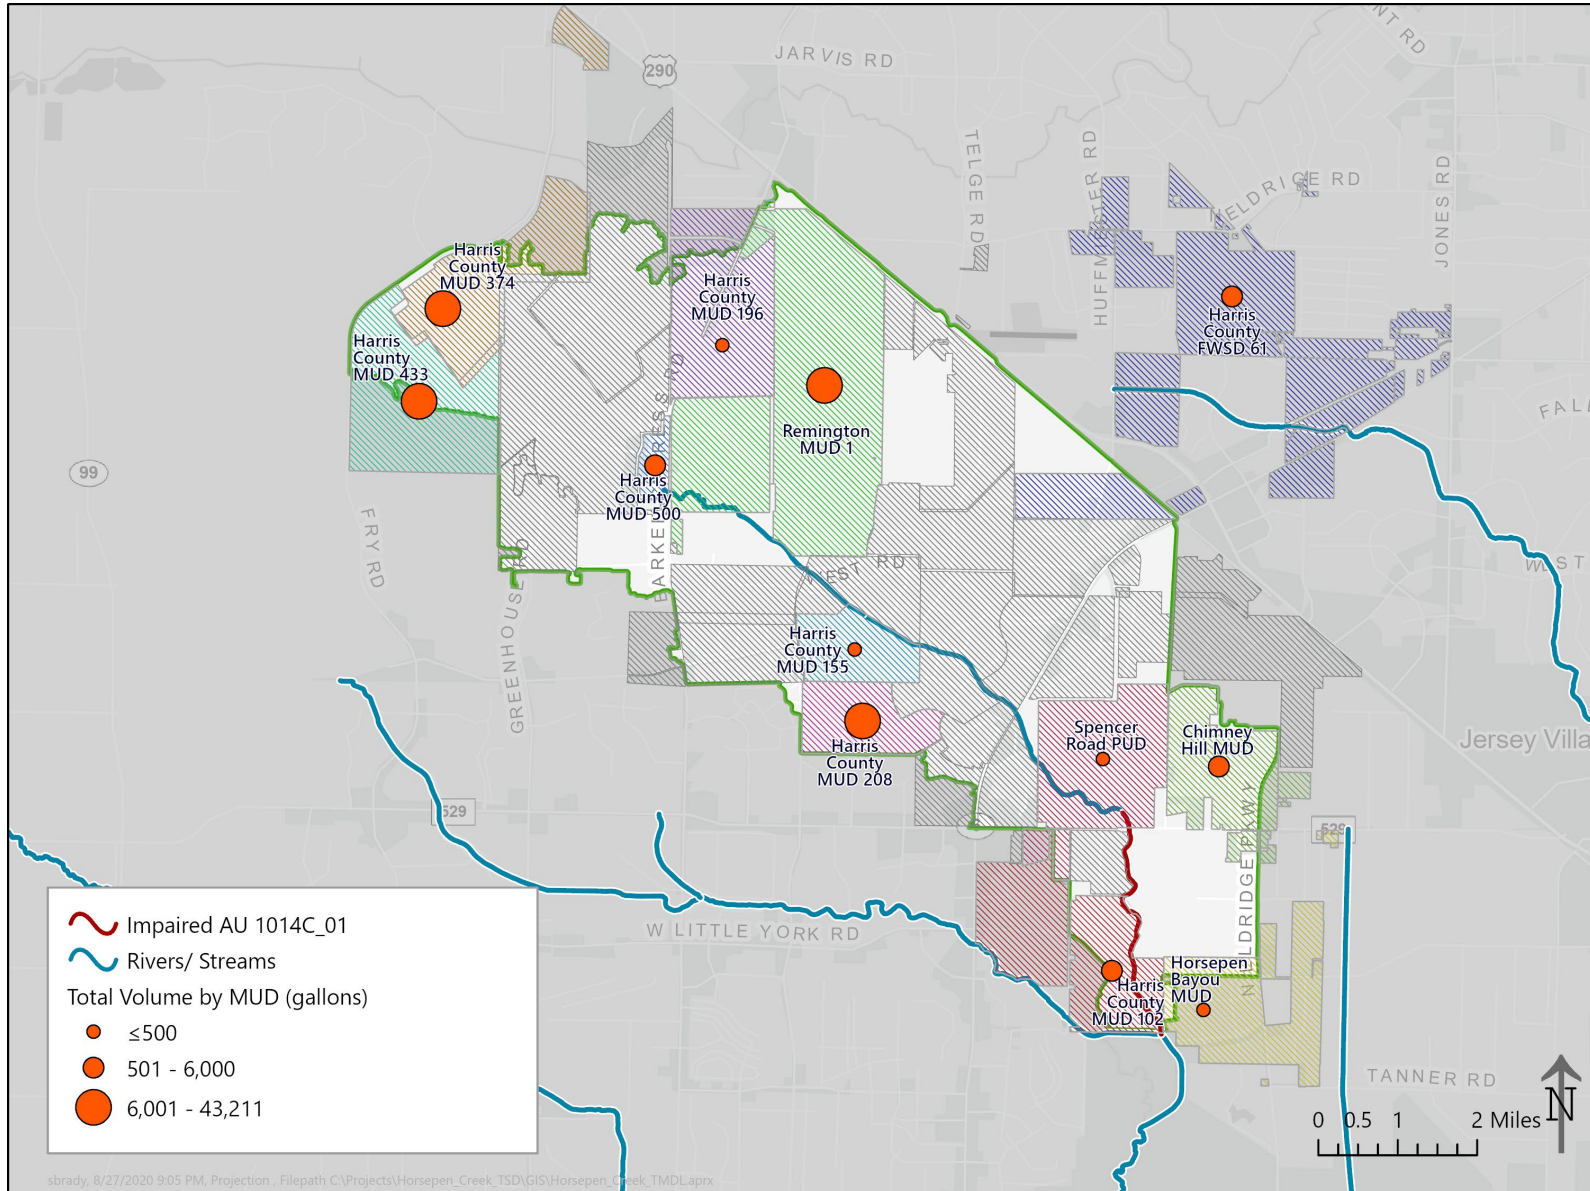 JARVIS RD
ENT RD
290
TELGE RD
HUFFMEISTER RD
JONES RD
N ELDRIGE RD
Harris
County
MUD 374
Harris
County
MUD 196
Harris
County
FWSD 61
Harris
County
MUD 433
Remington
MUD 1
Harris
County
MUD 500
99
FRY RD
GREENHOUSE RD
WEST RD
WEST
Harris
County
MUD 155
Harris
County
MUD 208
Spencer
Road PUD
Chimney
Hill MUD
Jersey Villa
529
529
W LITTLE YORK RD
N ELDRIDGE PKWY
Harris
County
MUD 102
Horsepen
Bayou
MUD
TANNER RD
Impaired AU 1014C_01
Rivers/ Streams
Total Volume by MUD (gallons)
≤500
501 - 6,000
6,001 - 43,211
0 0.5 1 2 Miles
N
sbrady, 8/27/2020 9:05 PM, Projection , Filepath C:\Projects\Horsepen_Creek_TSD\GIS\Horsepen_Creek_TMDL.aprx